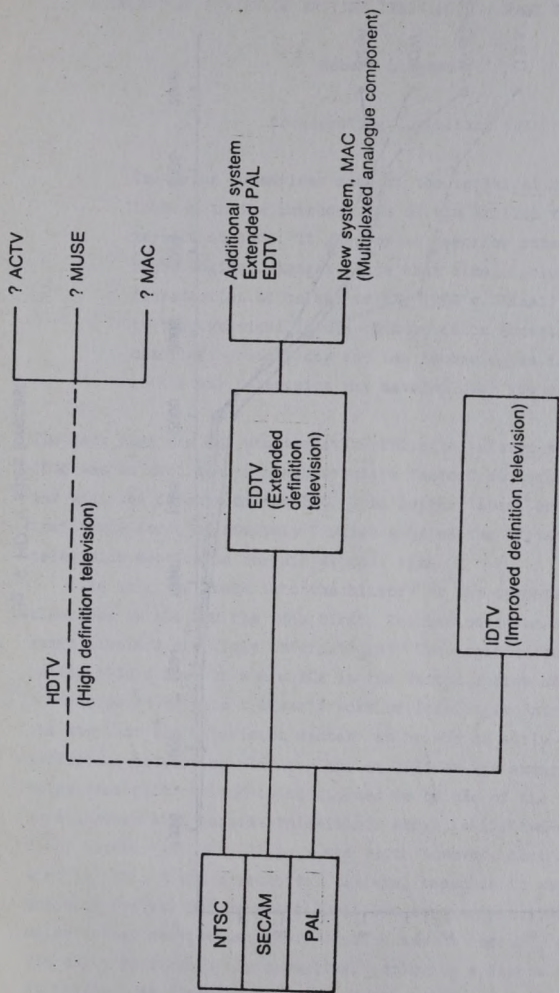 ? ACTV
? MUSE
? MAC
HDTV
(High definition television)
Additional system
Extended PAL
EDTV
New system, MAC
(Multiplexed analogue component)
EDTV
(Extended
definition
television)
NTSC
SECAM
PAL
IDTV
(Improved definition television)